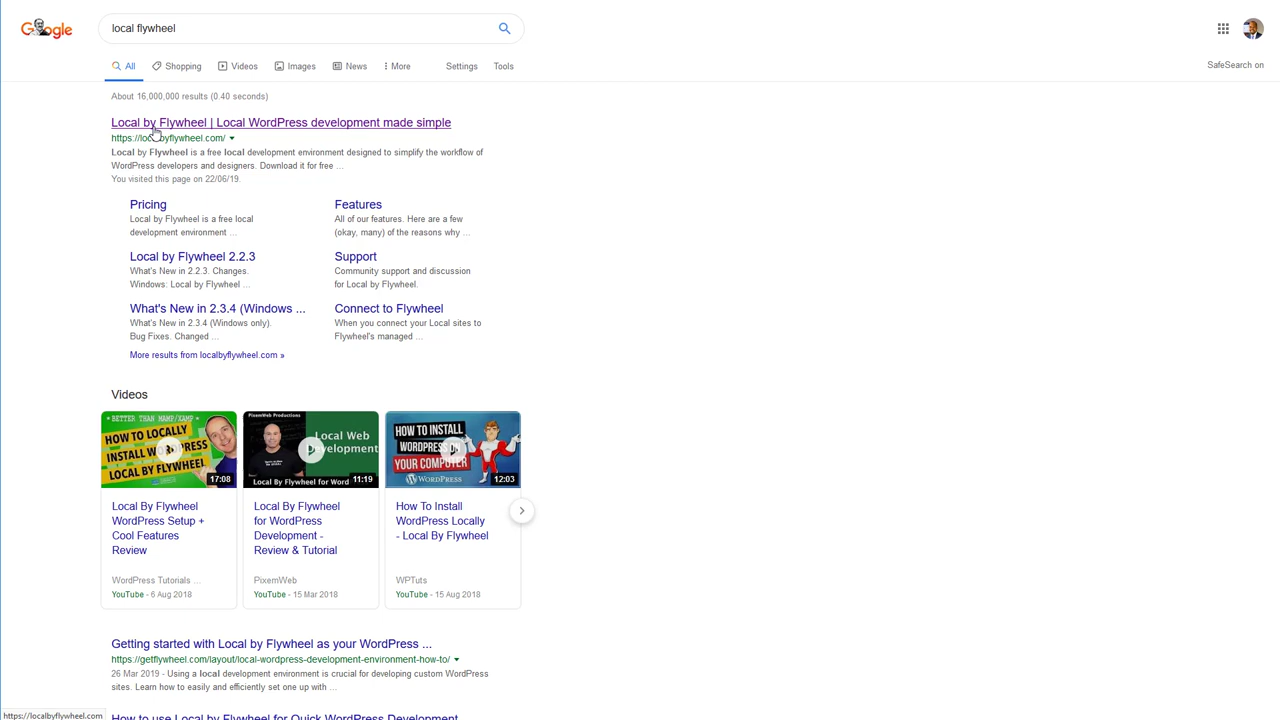 Google
local flywheel
All Shopping Videos Images News More Settings Tools
SafeSearch on
About 16,000,000 results (0.40 seconds)
Local by Flywheel | Local WordPress development made simple
https://localbyflywheel.com/
Local by Flywheel is a free local development environment designed to simplify the workflow of
WordPress developers and designers. Download it for free ...
You visited this page on 22/06/19.
Pricing
Local by Flywheel is a free local
development environment ...
Features
All of our features. Here are a few
(okay, many) of the reasons why ...
Local by Flywheel 2.2.3
What's New in 2.2.3. Changes.
Windows: Local by Flywheel ...
Support
Community support and discussion
for Local by Flywheel.
What's New in 2.3.4 (Windows ...
What's New in 2.3.4 (Windows only).
Bug Fixes. Changed ...
Connect to Flywheel
When you connect your Local sites to
Flywheel's managed ...
More results from localbyflywheel.com »
Videos
BETTER THAN MAMP/XAMP
HOW TO LOCALLY
INSTALL WORDPRESS
LOCAL BY FLYWHEEL
17:08
Local By Flywheel
WordPress Setup +
Cool Features
Review
WordPress Tutorials ...
YouTube - 6 Aug 2018
PixemWeb Productions
Local Web
Development
Local By Flywheel for Word
11:19
Local By Flywheel
for WordPress
Development -
Review & Tutorial
PixemWeb
YouTube - 15 Mar 2018
HOW TO INSTALL
WORDPRESS ON
YOUR COMPUTER
WORDPRESS
12:03
How To Install
WordPress Locally
- Local By Flywheel
WPTuts
YouTube - 15 Aug 2018
Getting started with Local by Flywheel as your WordPress ...
https://getflywheel.com/layout/local-wordpress-development-environment-how-to/
26 Mar 2019 - Using a local development environment is crucial for developing custom WordPress
sites. Learn how to easily and efficiently set one up with ...
How to use Local by Flywheel for Quick WordPress Development
https://localbyflywheel.com